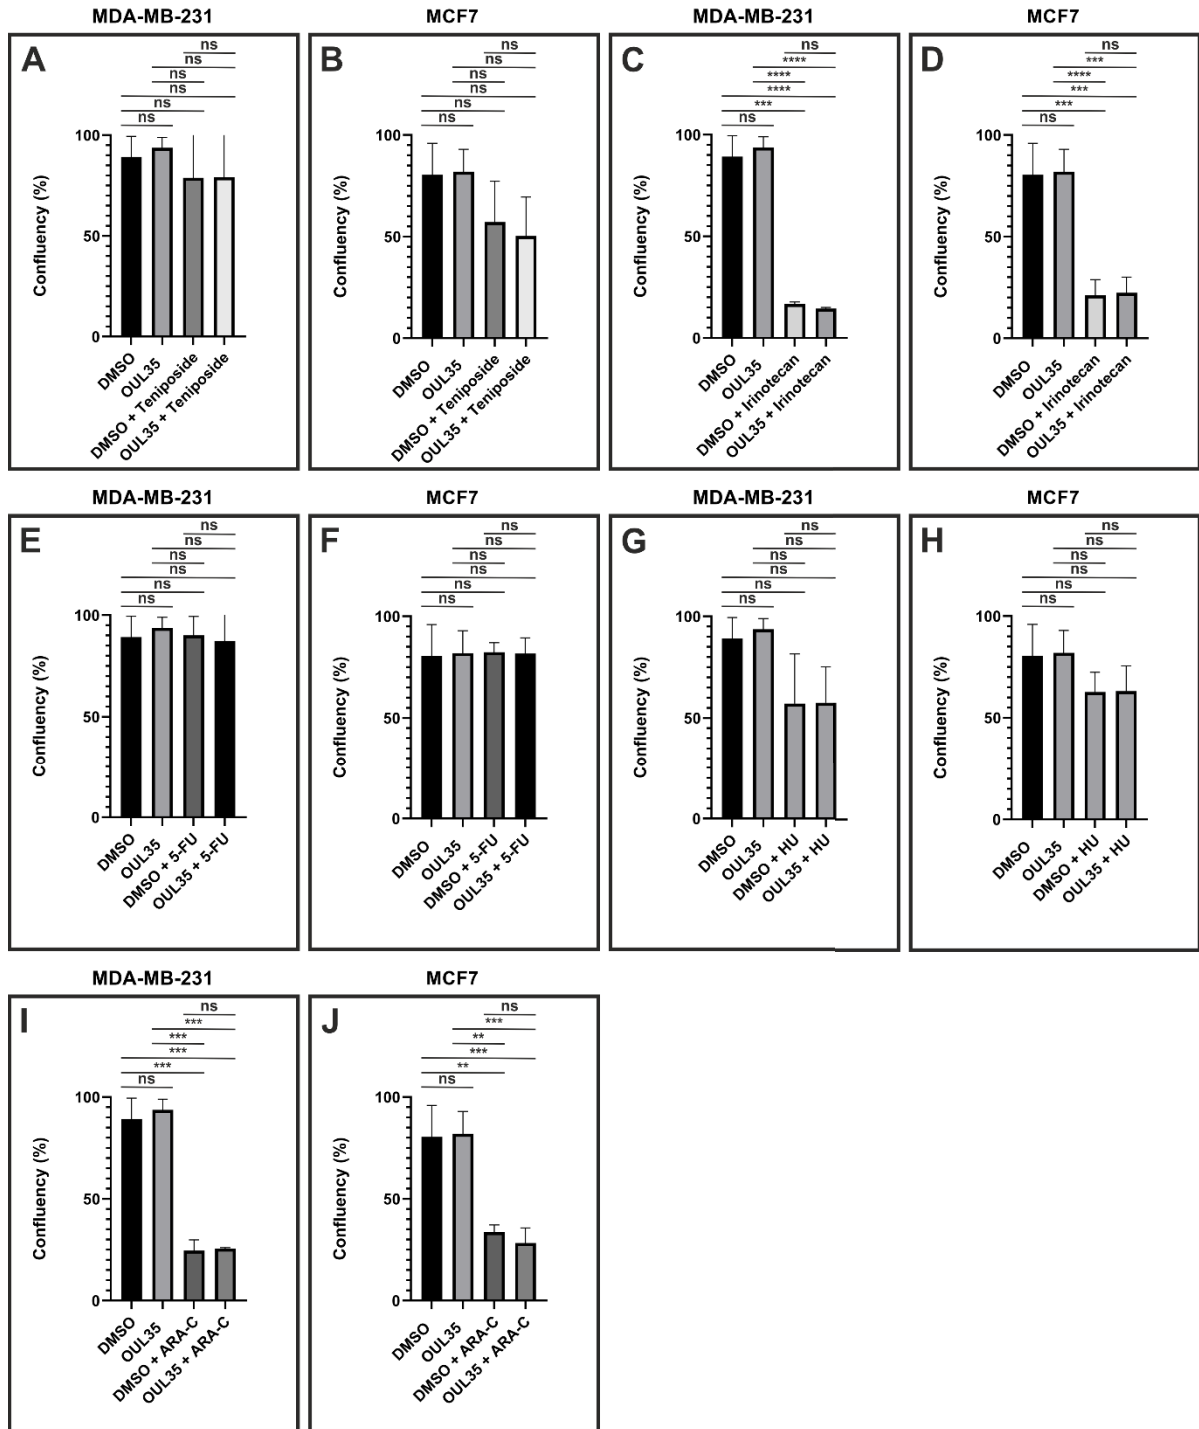 MDA-MB-231
MCF7
MDA-MB-231
MCF7
A
ns
ns
ns
ns
ns
ns
100
50
0
Confluency (%)
DMSO
OUL35
DMSO + Teniposide
OUL35 + Teniposide
B
ns
ns
ns
ns
ns
ns
100
50
0
Confluency (%)
DMSO
OUL35
DMSO + Teniposide
OUL35 + Teniposide
C
ns
****
****
****
***
ns
100
50
0
Confluency (%)
DMSO
OUL35
DMSO + Irinotecan
OUL35 + Irinotecan
D
ns
***
****
***
***
ns
100
50
0
Confluency (%)
DMSO
OUL35
DMSO + Irinotecan
OUL35 + Irinotecan
MDA-MB-231
MCF7
MDA-MB-231
MCF7
E
ns
ns
ns
ns
ns
ns
100
50
0
Confluency (%)
DMSO
OUL35
DMSO + 5-FU
OUL35 + 5-FU
F
ns
ns
ns
ns
ns
ns
100
50
0
Confluency (%)
DMSO
OUL35
DMSO + 5-FU
OUL35 + 5-FU
G
ns
ns
ns
ns
ns
ns
100
50
0
Confluency (%)
DMSO
OUL35
DMSO + HU
OUL35 + HU
H
ns
ns
ns
ns
ns
ns
100
50
0
Confluency (%)
DMSO
OUL35
DMSO + HU
OUL35 + HU
MDA-MB-231
MCF7
I
ns
***
***
***
***
ns
100
50
0
Confluency (%)
DMSO
OUL35
DMSO + ARA-C
OUL35 + ARA-C
J
ns
***
**
***
**
ns
100
50
0
Confluency (%)
DMSO
OUL35
DMSO + ARA-C
OUL35 + ARA-C